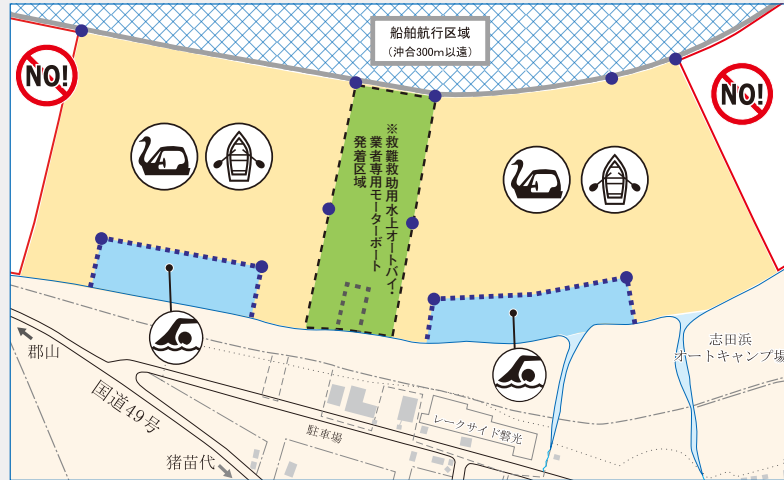 船舶航行区域
（沖合300m以遠）
NO!
NO!
※救難救助用水上オートバイ・
業者専用モーターボート
発着区域
志田浜
オートキャンプ場
郡山
国道49号
駐車場
レークサイド磐光
猪苗代